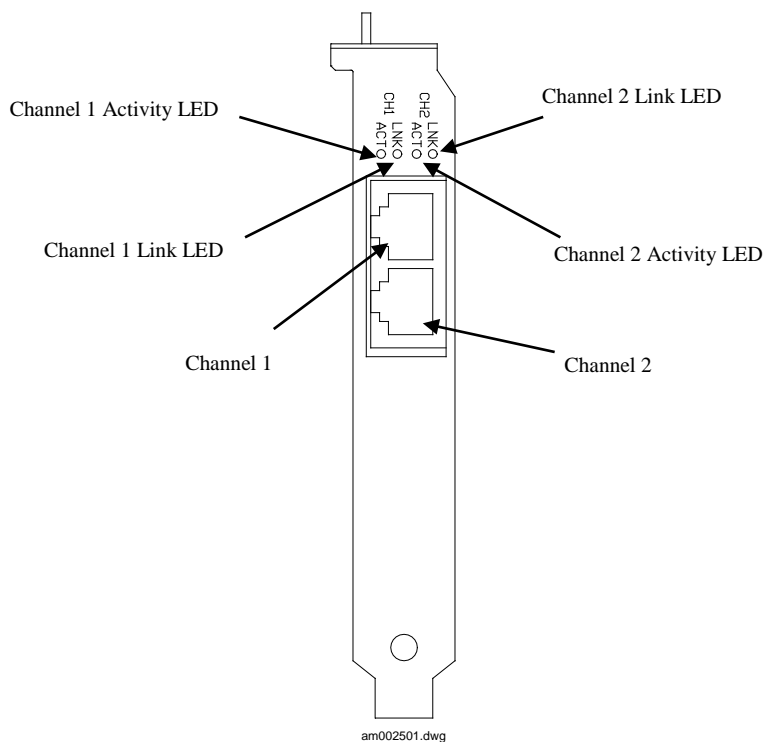 Channel 1 Activity LED
Channel 2 Link LED
CH1
CH2
ACT
LNK
ACT
LNK
Channel 1 Link LED
Channel 2 Activity LED
Channel 1
Channel 2
am002501.dwg